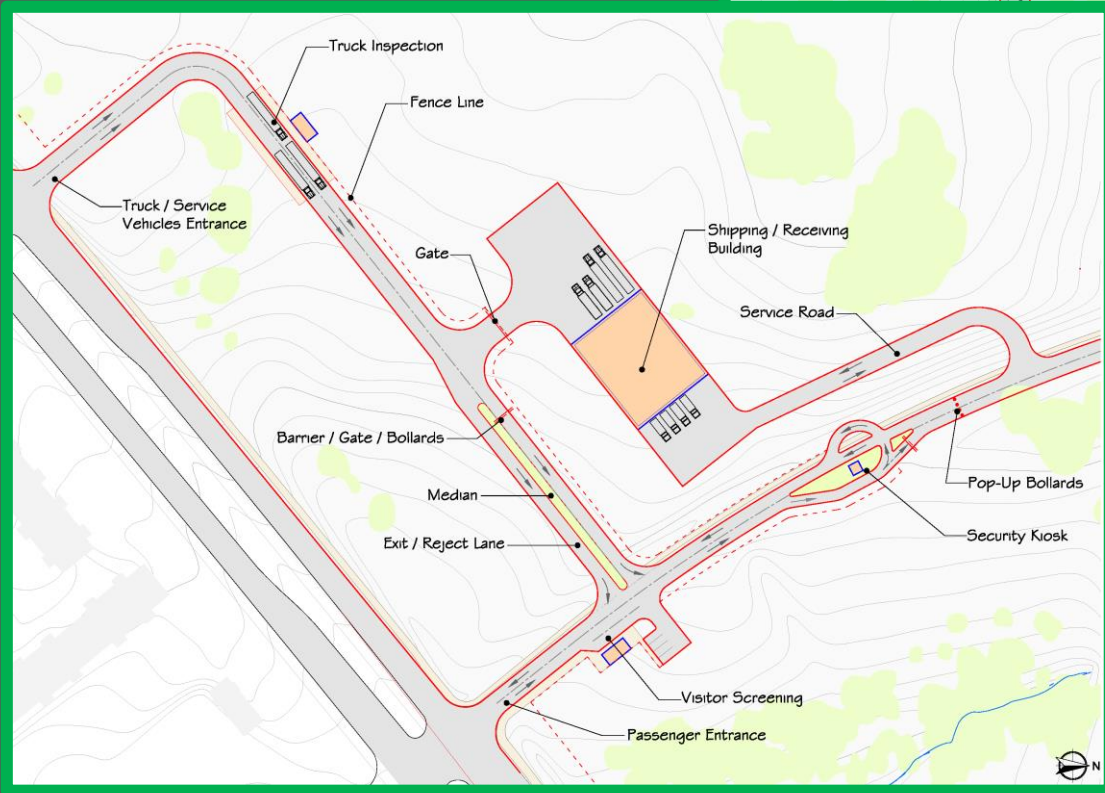 Truck Inspection
Fence Line
Truck / Service
Vehicles Entrance
Gate
Shipping / Receiving
Building
Service Road
Barrier / Gate / Bollards
Median
Exit / Reject Lane
Pop-Up Bollards
Security Kiosk
Visitor Screening
Passenger Entrance
N